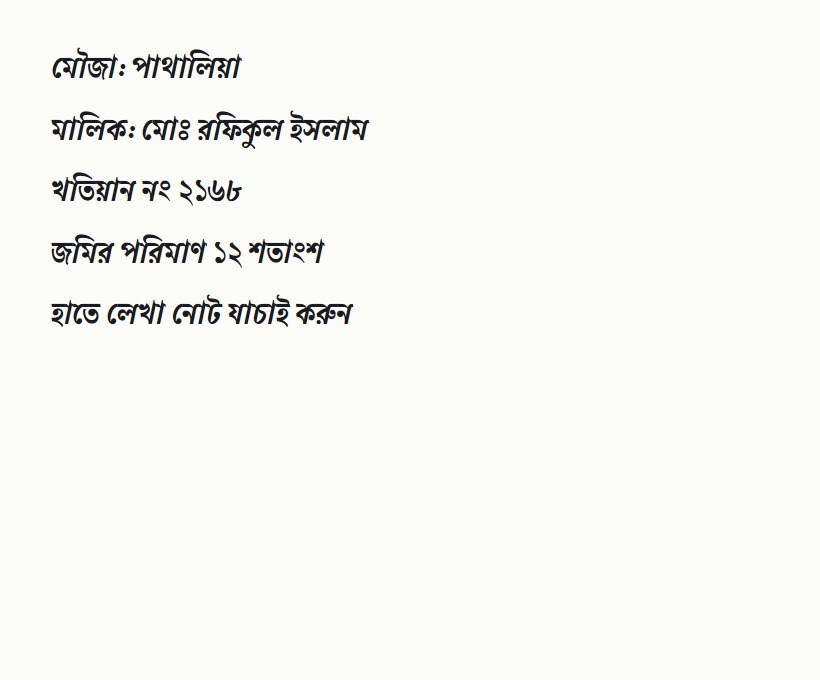 মৌজা: পাথালিয়া
মালিক: মোঃ রফিকুল ইসলাম
খতিয়ান নং ২১৬৮
জমির পরিমাণ ১২ শতাংশ
হাতে লেখা নোট যাচাই করুন